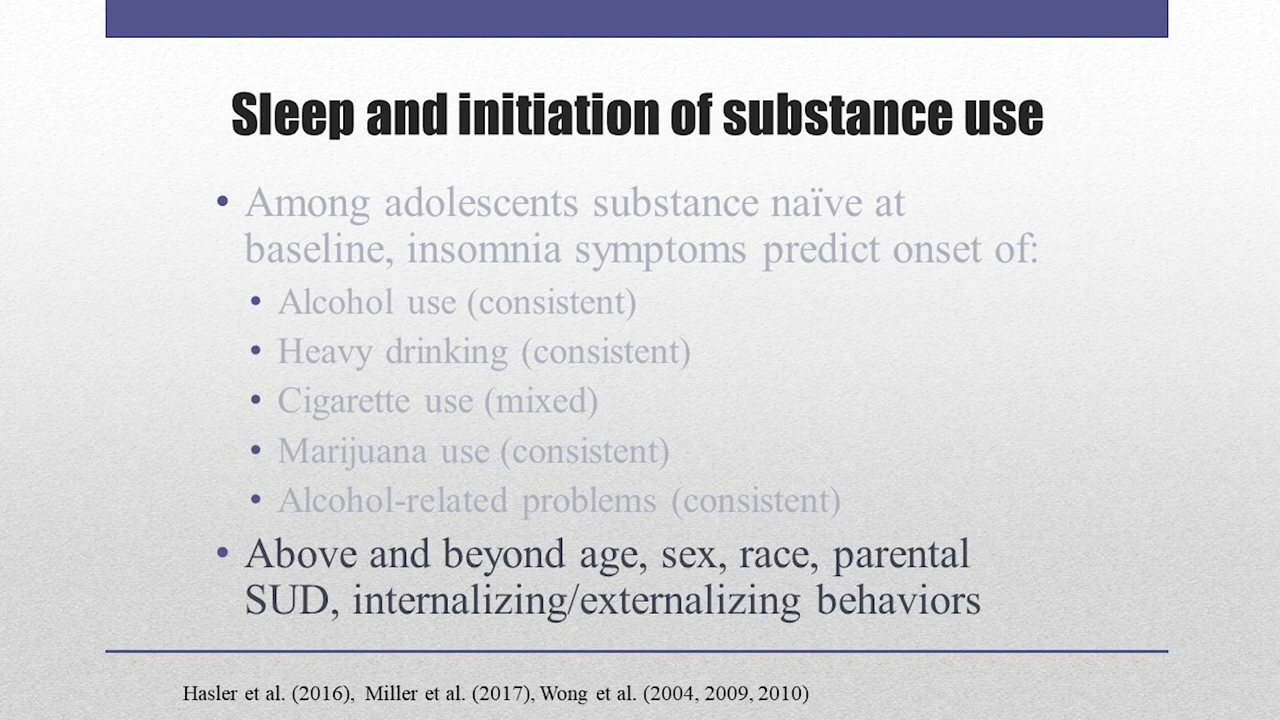 Sleep and initiation of substance use
• Among adolescents substance naïve at
baseline, insomnia symptoms predict onset of:
• Alcohol use (consistent)
• Heavy drinking (consistent)
• Cigarette use (mixed)
• Marijuana use (consistent)
• Alcohol-related problems (consistent)
• Above and beyond age, sex, race, parental
SUD, internalizing/externalizing behaviors
Hasler et al. (2016), Miller et al. (2017), Wong et al. (2004, 2009, 2010)